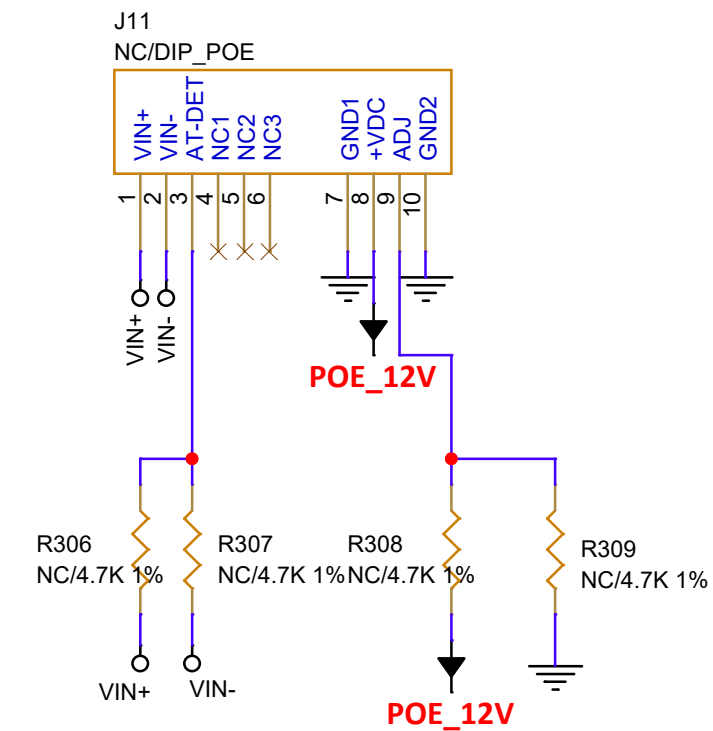 J11
NC/DIP_POE
VIN+
VIN-
AT-DET
NC1
NC2
NC3
GND1
+VDC
ADJ
GND2
1
2
3
4
5
6
7
8
9
10
VIN+
VIN-
POE_12V
R306
NC/4.7K 1%
R307
NC/4.7K 1%
R308
NC/4.7K 1%
R309
NC/4.7K 1%
VIN+
VIN-
POE_12V